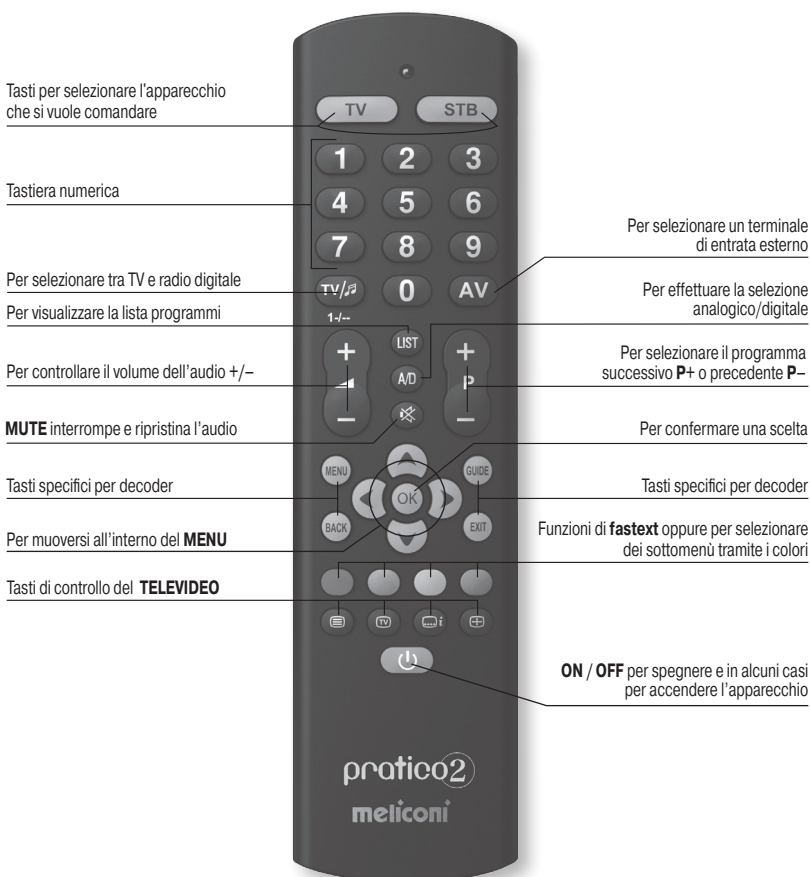 Tasti per selezionare l'apparecchio
che si vuole comandare
TV STB
1 2 3
Tastiera numerica
4 5 6
Per selezionare un terminale
di entrata esterno
7 8 9
Per selezionare tra TV e radio digitale
TV/♫ 0 AV
Per effettuare la selezione
analogico/digitale
Per visualizzare la lista programmi
1-/--
LIST
+ +
Per selezionare il programma
successivo P+ o precedente P–
Per controllare il volume dell'audio +/–
A/D
P
– –
MUTE interrompe e ripristina l'audio
Per confermare una scelta
MENU GUIDE
Tasti specifici per decoder
OK
Tasti specifici per decoder
BACK EXIT
Per muoversi all'interno del MENU
Funzioni di fastext oppure per selezionare
dei sottomenù tramite i colori
Tasti di controllo del TELEVIDEO
TV
i
ON / OFF per spegnere e in alcuni casi
per accendere l'apparecchio
pratico2
meliconi